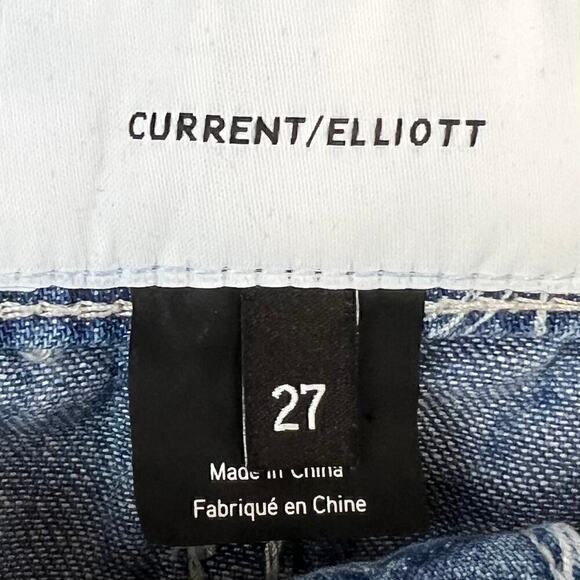 CURRENT/ELLIOTT
27
Made in China
Fabriqué en Chine